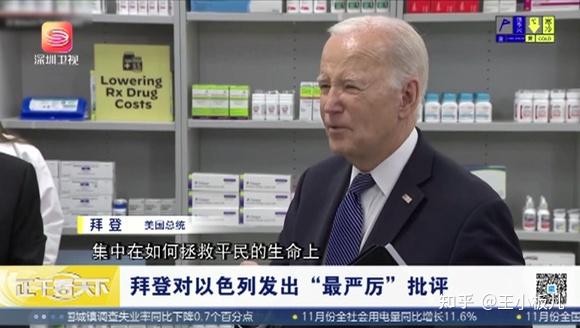 深圳卫视
Lowering
Rx Drug
Costs
寒冷
COLD
拜登 美国总统
集中在如何拯救平民的生命上
正午看天下
拜登对以色列发出“最严厉”批评
知乎 @王小板儿
国城镇调查失业率同比下降0.7个百分点 11月份全社会用电量同比增长11.6%。 11月份